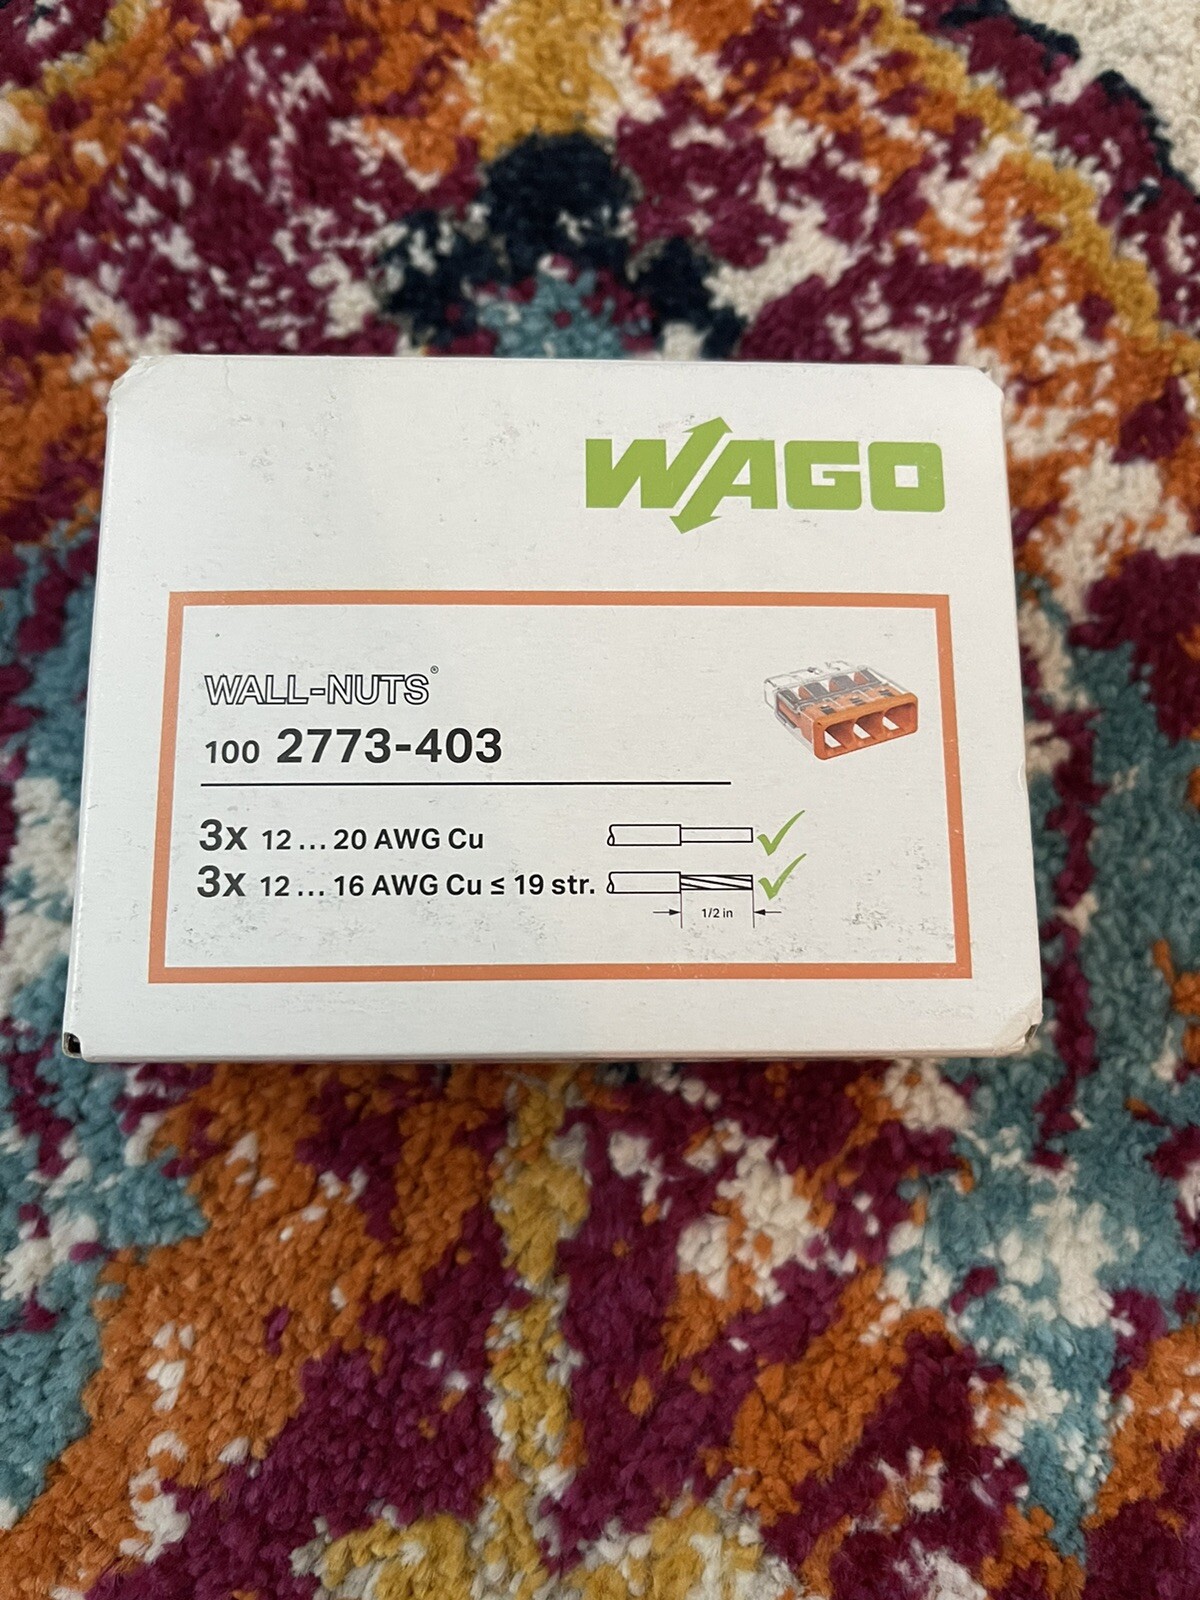 WAGO
WALL-NUTS®
100 2773-403
3x 12 ... 20 AWG Cu
3x 12 ... 16 AWG Cu ≤ 19 str.
1/2 in